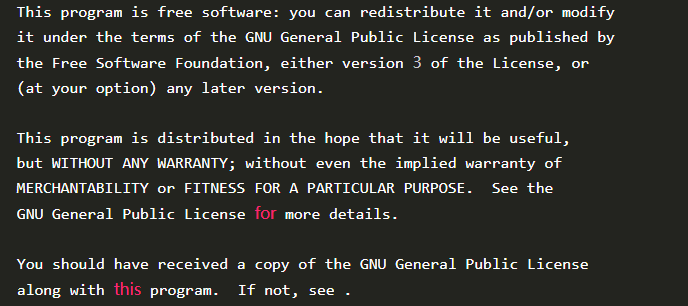 This program is free software: you can redistribute it and/or modify
it under the terms of the GNU General Public License as published by
the Free Software Foundation, either version 3 of the License, or
(at your option) any later version.
This program is distributed in the hope that it will be useful,
but WITHOUT ANY WARRANTY; without even the implied warranty of
MERCHANTABILITY or FITNESS FOR A PARTICULAR PURPOSE.  See the
GNU General Public License for more details.
You should have received a copy of the GNU General Public License
along with this program.  If not, see .